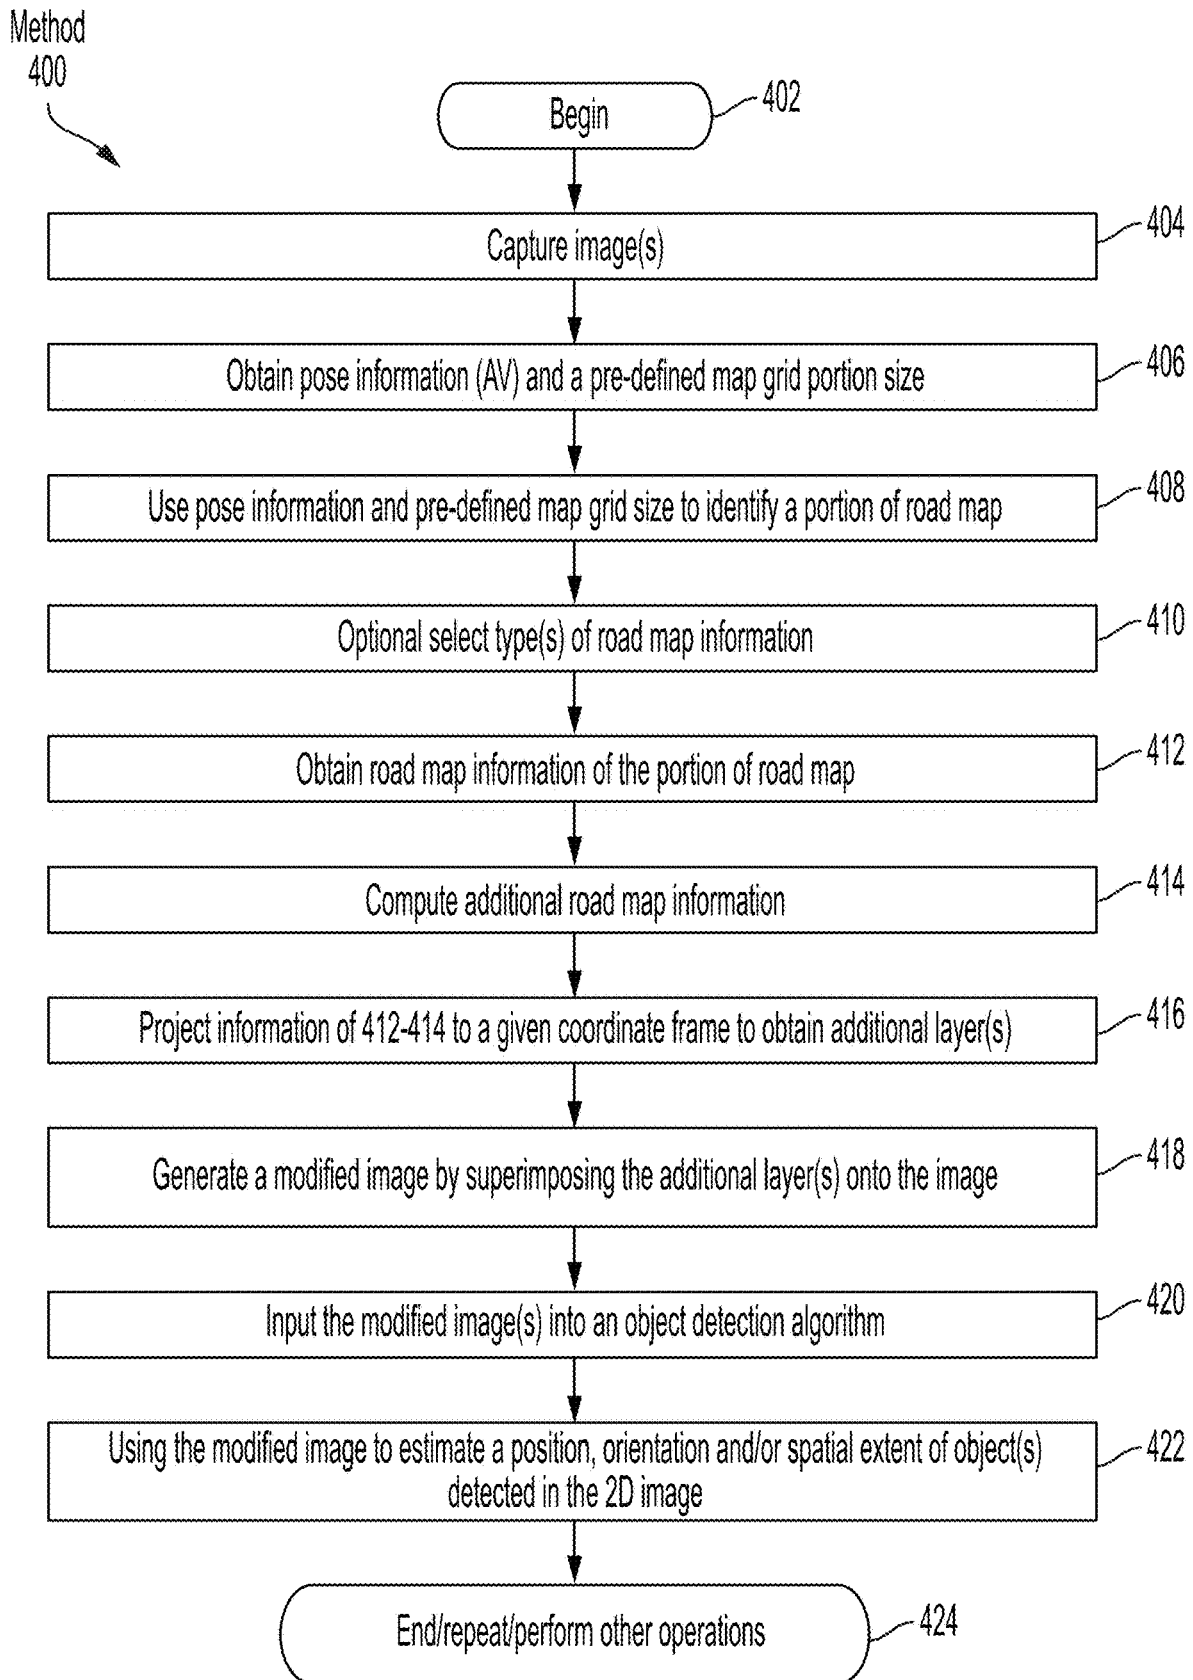 Method
400
Begin
402
Capture image(s)
404
Obtain pose information (AV) and a pre-defined map grid portion size
406
Use pose information and pre-defined map grid size to identify a portion of road map
408
Optional select type(s) of road map information
410
Obtain road map information of the portion of road map
412
Compute additional road map information
414
Project information of 412-414 to a given coordinate frame to obtain additional layer(s)
416
Generate a modified image by superimposing the additional layer(s) onto the image
418
Input the modified image(s) into an object detection algorithm
420
Using the modified image to estimate a position, orientation and/or spatial extent of object(s)
detected in the 2D image
422
End/repeat/perform other operations
424